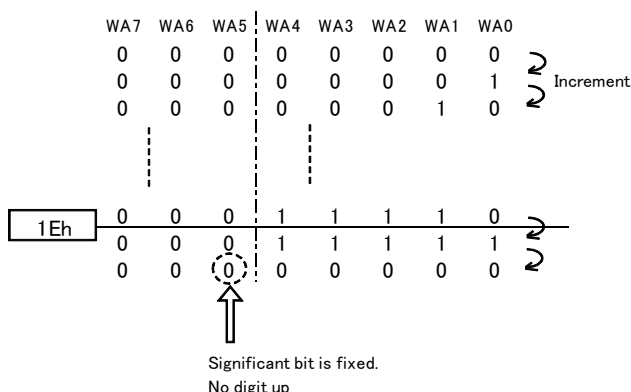 WA7 WA6 WA5 WA4 WA3 WA2 WA1 WA0
0 0 0 0 0 0 0 0
0 0 0 0 0 0 0 1 Increment
0 0 0 0 0 0 1 0
1Eh 0 0 0 1 1 1 1 0
0 0 0 1 1 1 1 1
0 0 0 0 0 0 0 0
Significant bit is fixed.
No digit up